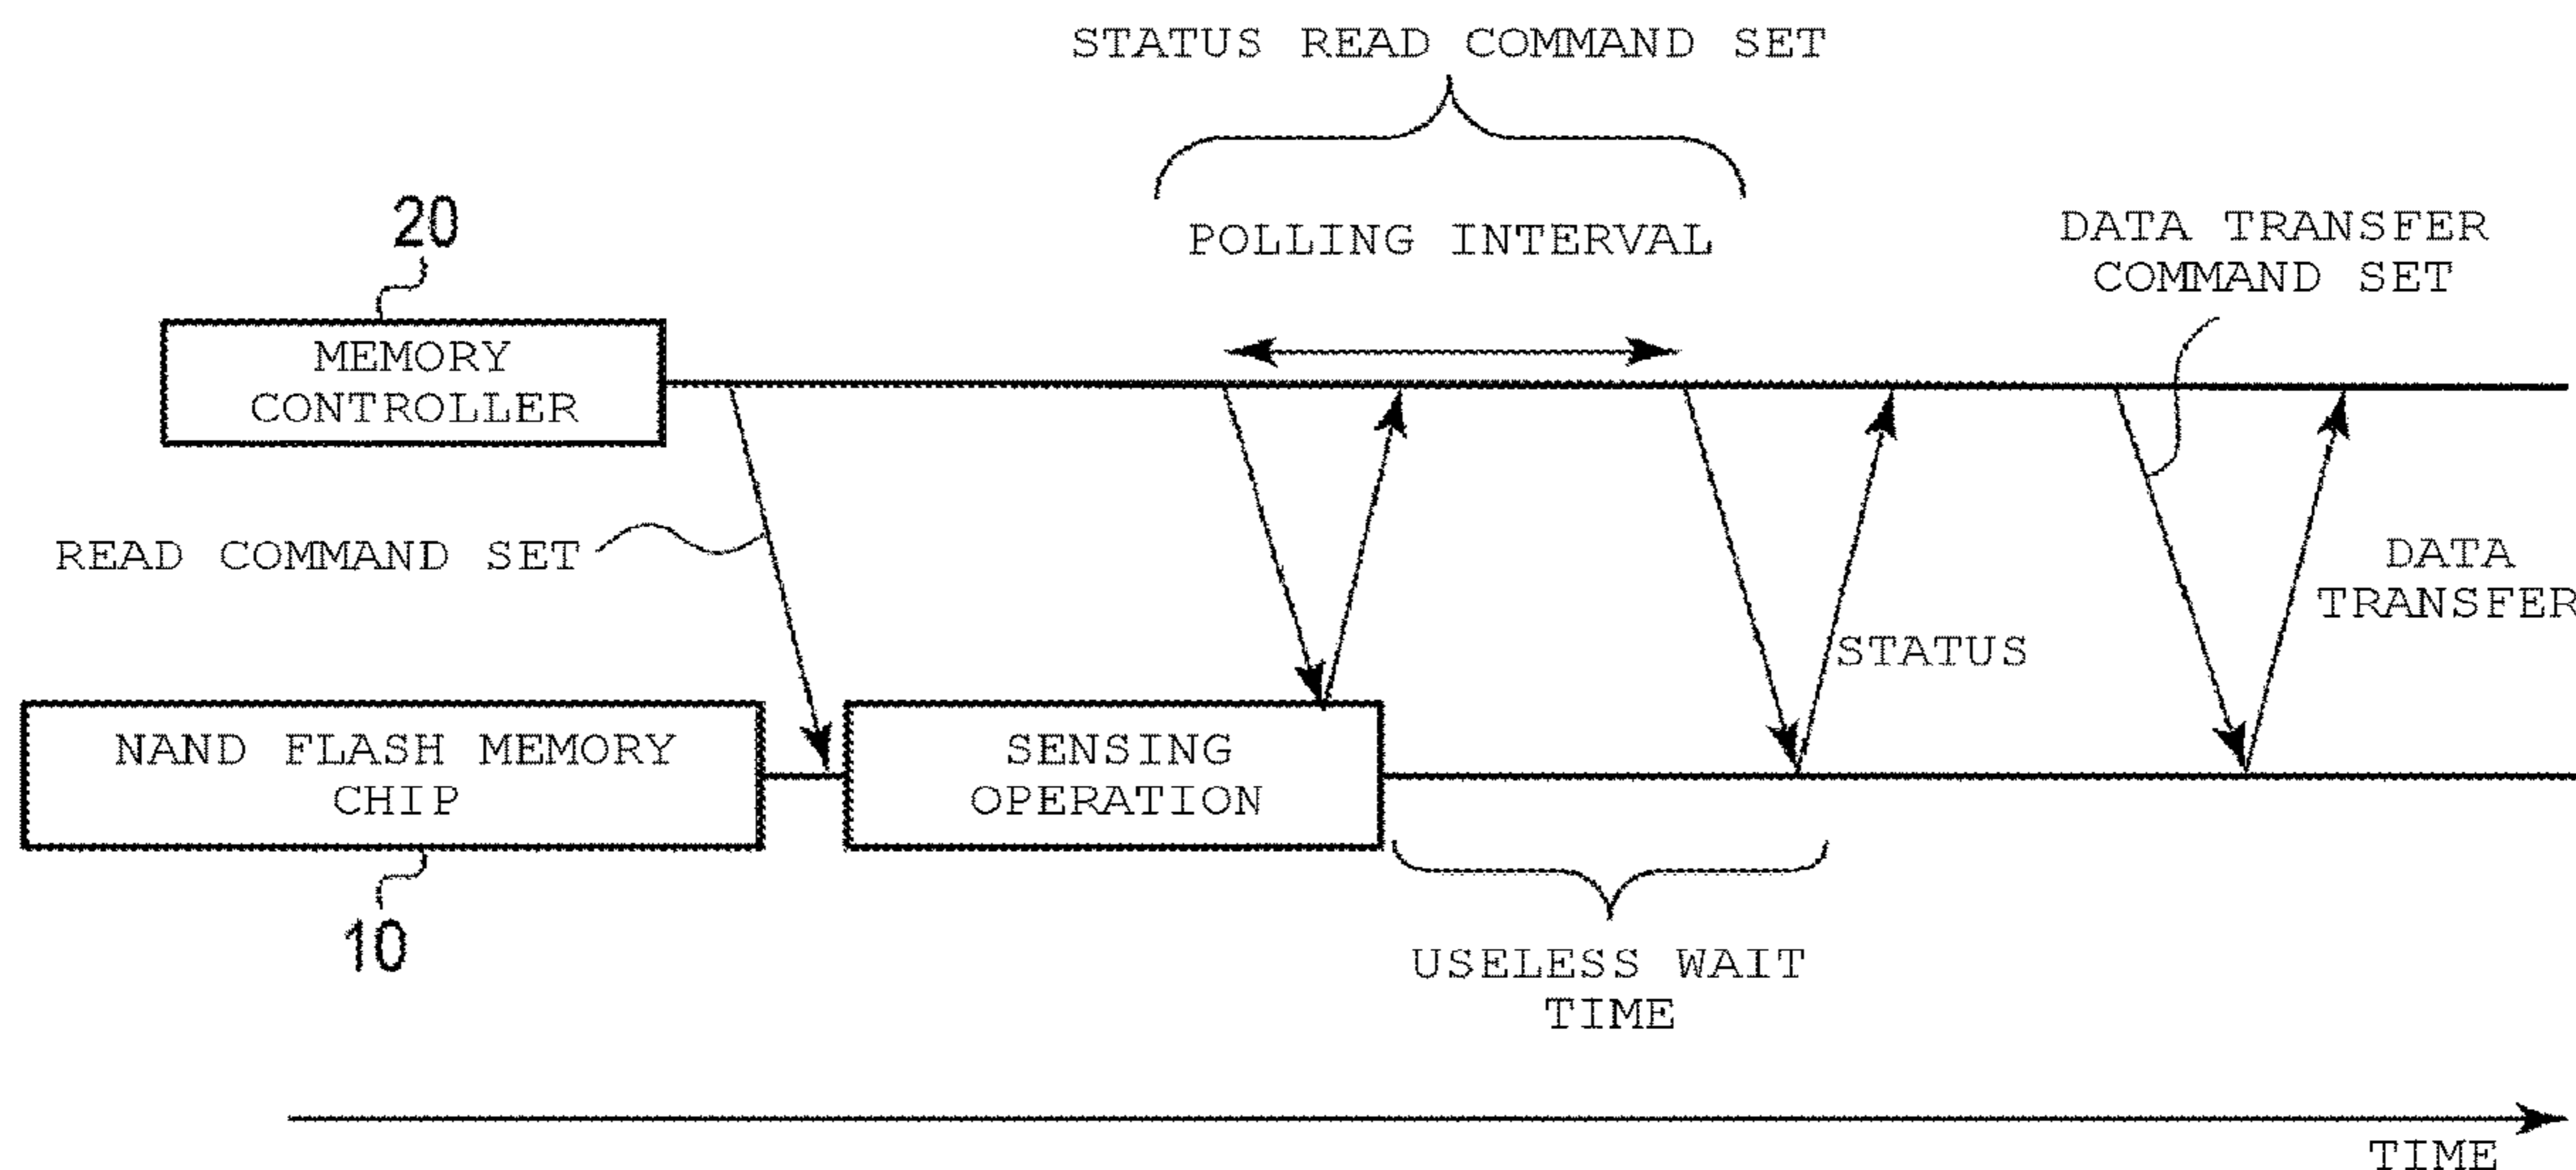 STATUS READ COMMAND SET
POLLING INTERVAL
DATA TRANSFER
COMMAND SET
20
MEMORY
CONTROLLER
READ COMMAND SET
DATA
TRANSFER
STATUS
NAND FLASH MEMORY
CHIP
SENSING
OPERATION
10
USELESS WAIT
TIME
TIME